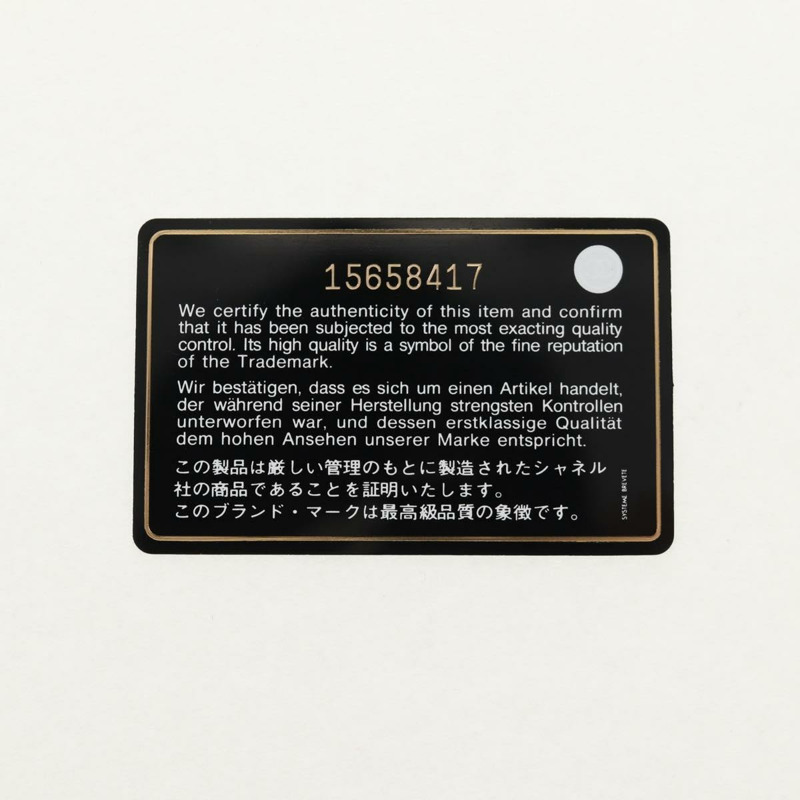 15658417
We certify the authenticity of this item and confirm
that it has been subjected to the most exacting quality
control. Its high quality is a symbol of the fine reputation
of the Trademark.
Wir bestätigen, dass es sich um einen Artikel handelt,
der während seiner Herstellung strengsten Kontrollen
unterworfen war, und dessen erstklassige Qualität
dem hohen Ansehen unserer Marke entspricht.
この製品は厳しい管理のもとに製造されたシャネル
社の商品であることを証明いたします。
このブランド・マークは最高級品質の象徴です。
SYSTEME BREVETE